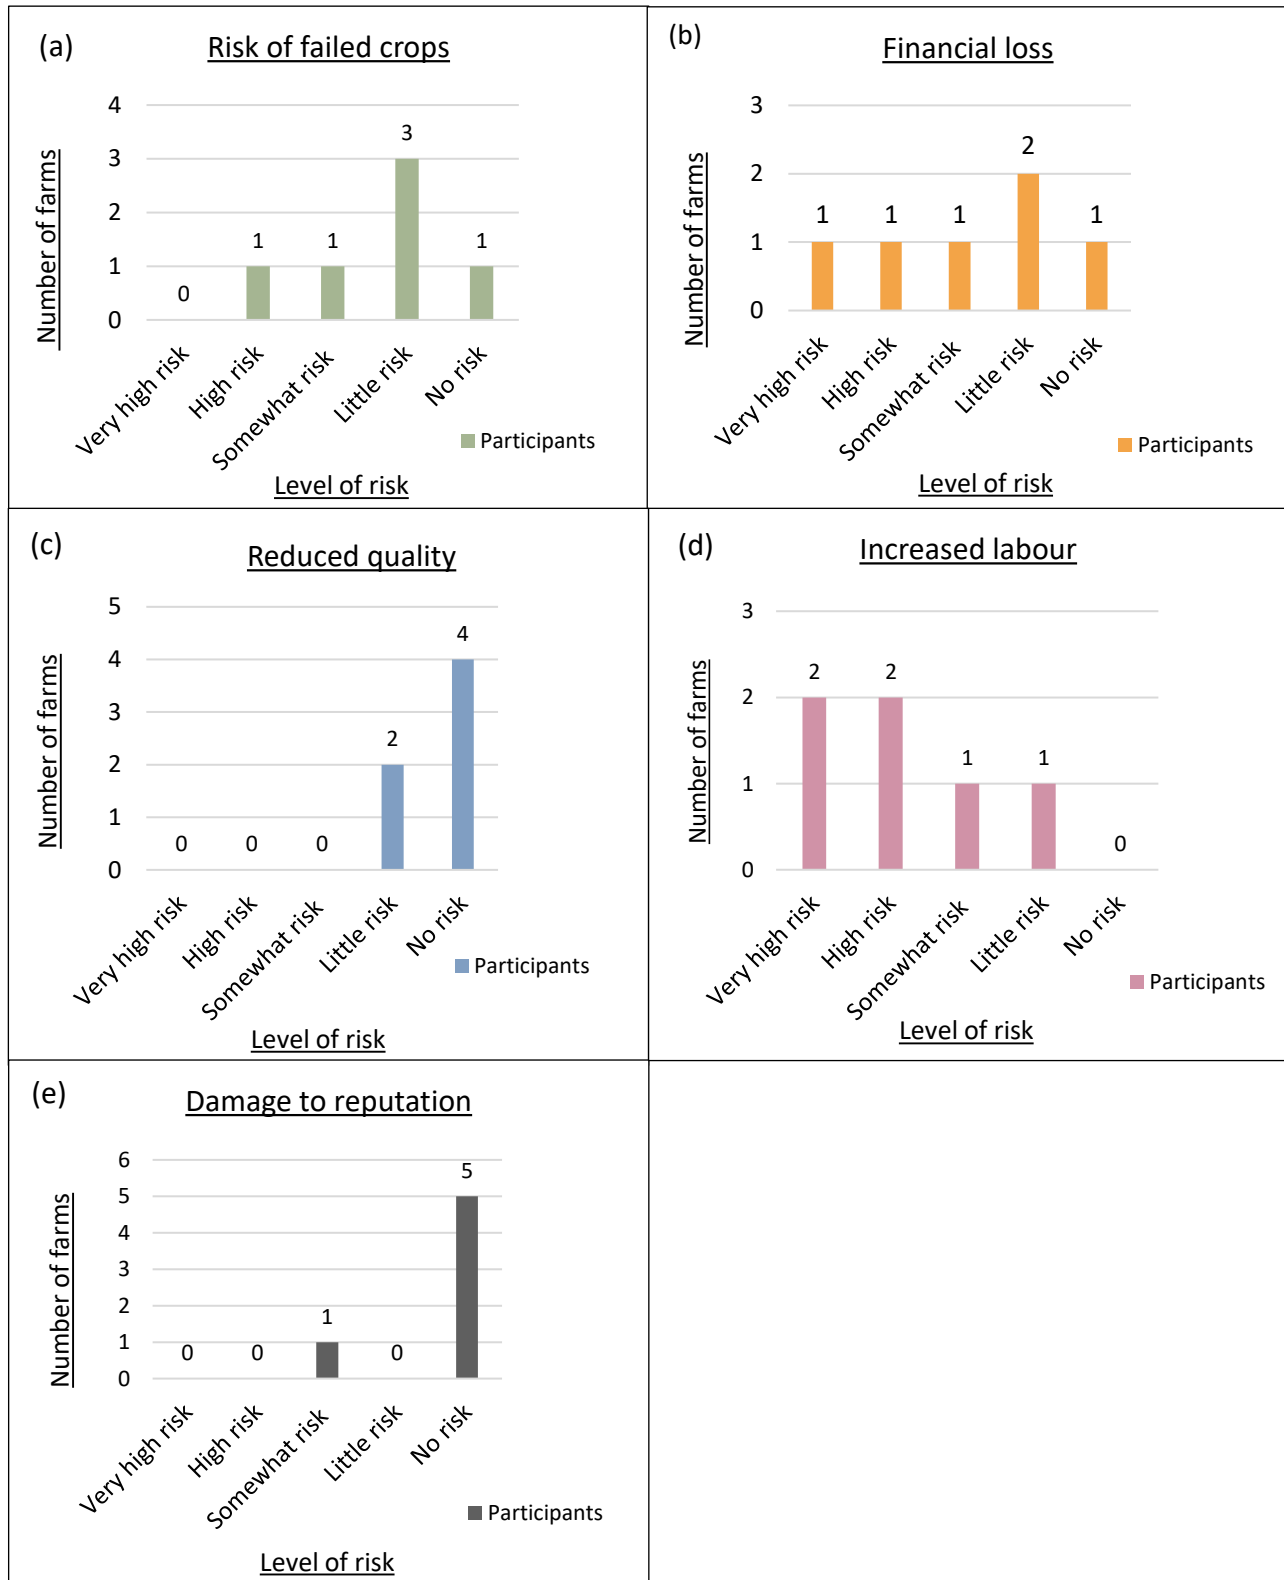 (a)
Risk of failed crops
Number of farms
4
3
2
1
0
0
1
1
3
1
Very high risk
High risk
Somewhat risk
Little risk
No risk
Participants
Level of risk
(b)
Financial loss
Number of farms
3
2
1
0
1
1
1
2
1
Very high risk
High risk
Somewhat risk
Little risk
No risk
Participants
Level of risk
(c)
Reduced quality
Number of farms
5
4
3
2
1
0
0
0
0
2
4
Very high risk
High risk
Somewhat risk
Little risk
No risk
Participants
Level of risk
(d)
Increased labour
Number of farms
3
2
1
0
2
2
1
1
0
Very high risk
High risk
Somewhat risk
Little risk
No risk
Participants
Level of risk
(e)
Damage to reputation
Number of farms
6
5
4
3
2
1
0
0
0
1
0
5
Very high risk
High risk
Somewhat risk
Little risk
No risk
Participants
Level of risk